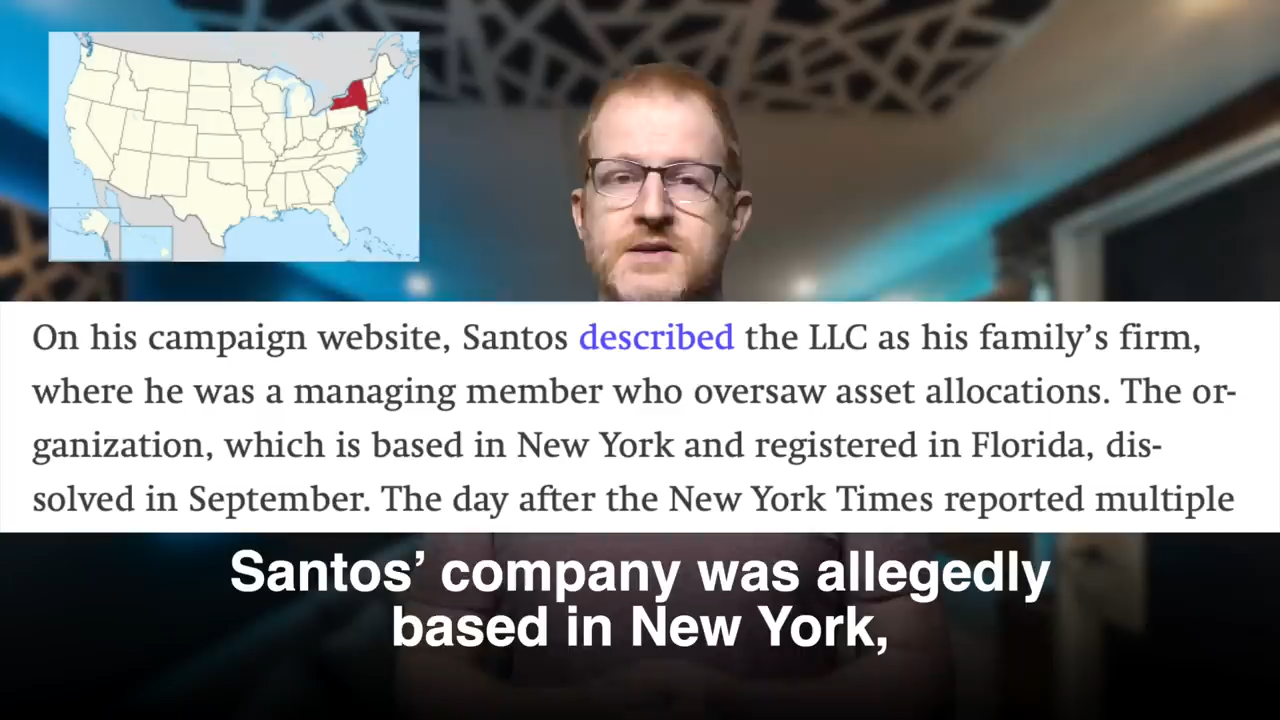 On his campaign website, Santos described the LLC as his family’s firm,
where he was a managing member who oversaw asset allocations. The or-
ganization, which is based in New York and registered in Florida, dis-
solved in September. The day after the New York Times reported multiple
Santos’ company was allegedly
based in New York,